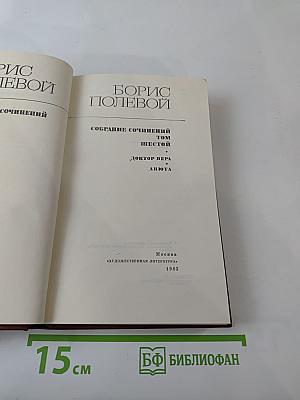 РИС
ЛЕВОЙ
СОЧИНЕНИЙ
БОРИС
ПОЛЕВОЙ
СОБРАНИЕ СОЧИНЕНИЙ
ТОМ
ШЕСТОЙ
ДОКТОР ВЕРА
АНЮТА
Москва
«ХУДОЖЕСТВЕННАЯ ЛИТЕРАТУРА»
1983
15 см
БФ БИБЛИОФАН